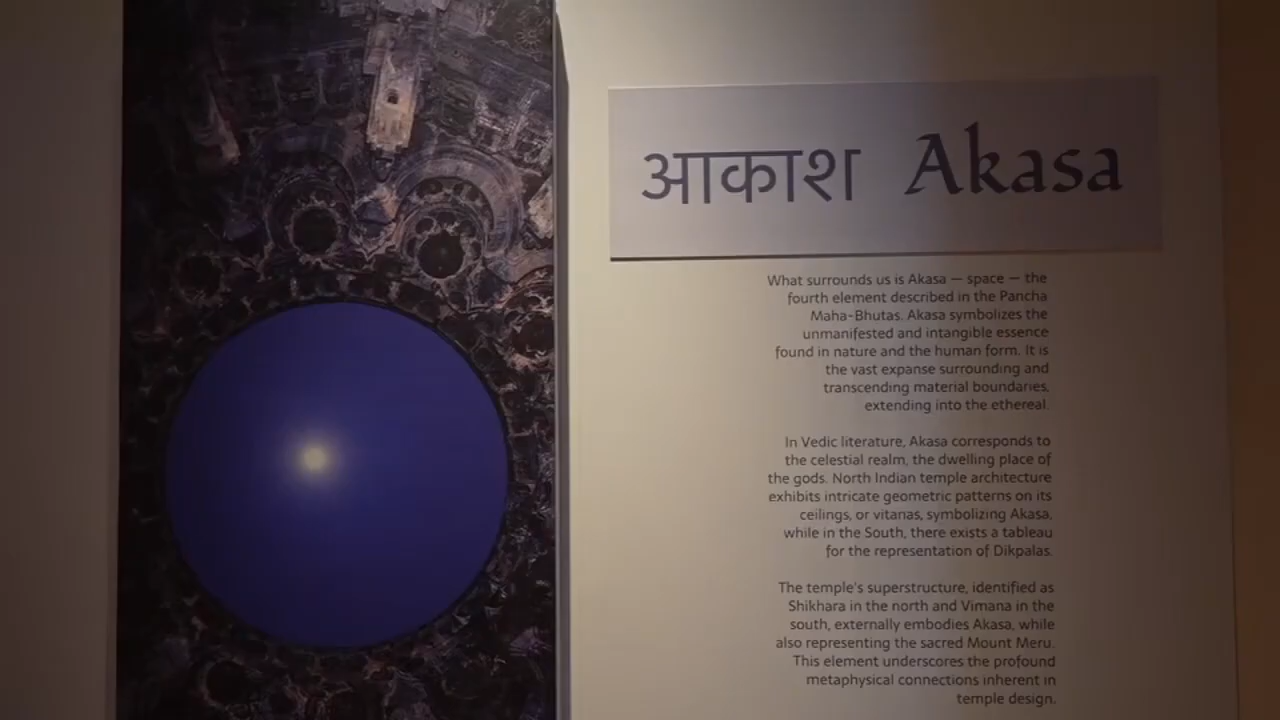 आकाश Akasa
What surrounds us is Akasa — space — the
fourth element described in the Pancha
Maha-Bhutas. Akasa symbolizes the
unmanifested and intangible essence
found in nature and the human form. It is
the vast expanse surrounding and
transcending material boundaries,
extending into the ethereal.
In Vedic literature, Akasa corresponds to
the celestial realm, the dwelling place of
the gods. North Indian temple architecture
exhibits intricate geometric patterns on its
ceilings, or vitanas, symbolizing Akasa,
while in the South, there exists a tableau
for the representation of Dikpalas.
The temple's superstructure, identified as
Shikhara in the north and Vimana in the
south, externally embodies Akasa, while
also representing the sacred Mount Meru.
This element underscores the profound
metaphysical connections inherent in
temple design.